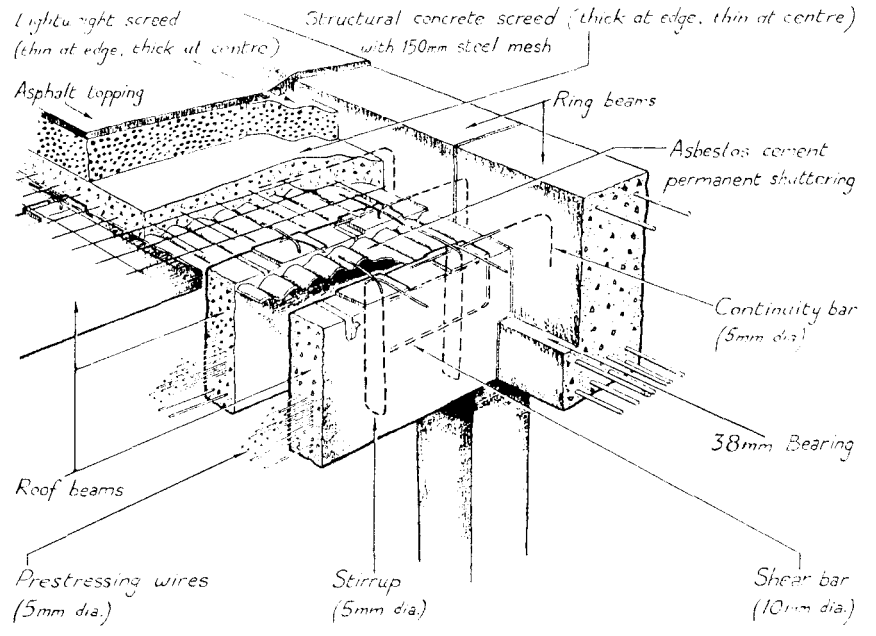 Lightweight screed
(thin at edge, thick at centre)
Structural concrete screed (thick at edge, thin at centre)
with 150mm steel mesh
Asphalt topping
Ring beams
Asbestos cement
permanent shuttering
Continuity bar
(5mm dia)
38mm Bearing
Roof beams
Prestressing wires
(5mm dia.)
Stirrup
(5mm dia.)
Shear bar
(10mm dia.)